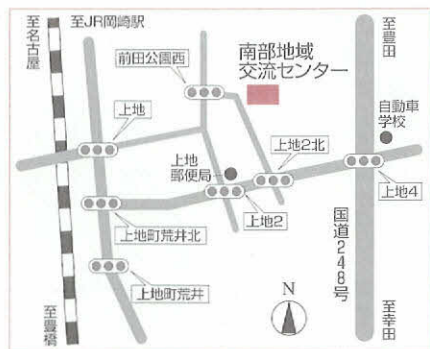 至名古屋
至JR岡崎駅
前田公園西
南部地域
交流センター
至豊田
自動車
学校
上地
上地
郵便局
上地2北
上地2
上地4
上地町荒井北
国道248号
上地町荒井
N
至豊橋
至幸田